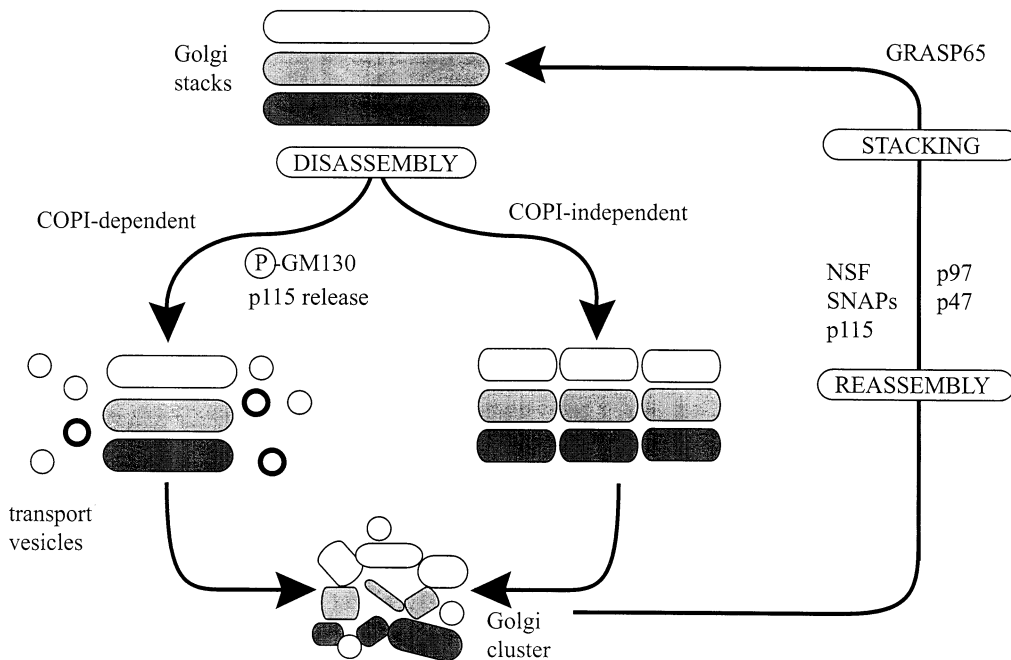 Golgi
stacks
GRASP65
STACKING
DISASSEMBLY
COPI-dependent
COPI-independent
P-GM130
p115 release
NSF
SNAPs
p115
p97
p47
REASSEMBLY
transport
vesicles
Golgi
cluster